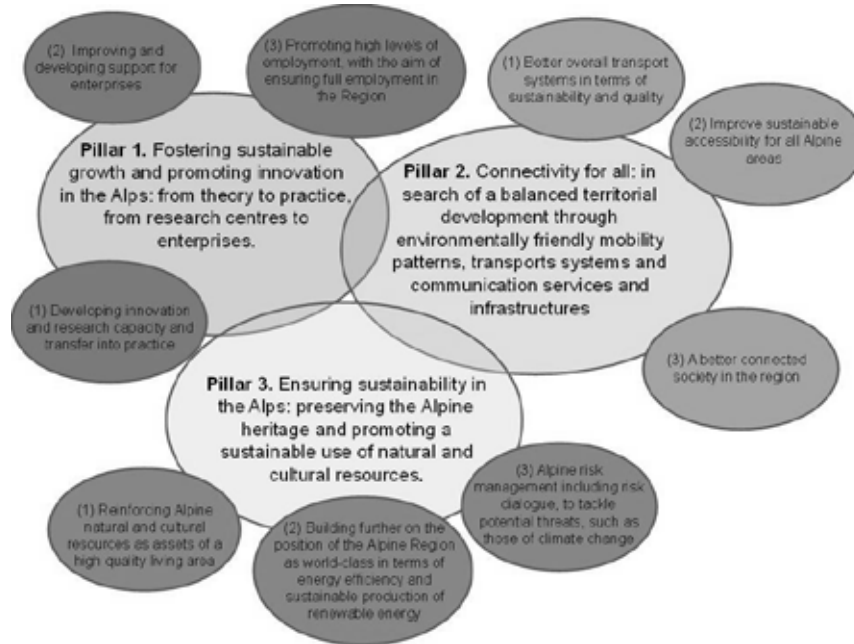 (2) Improving and
developing support for
enterprises
(3) Promoting high levels of
employment, with the aim of
ensuring full employment in
the Region
(1) Better overall transport
systems in terms of
sustainability and quality
(2) Improve sustainable
accessibility for all Alpine
areas
Pillar 1. Fostering sustainable
growth and promoting innovation
in the Alps: from theory to practice,
from research centres to
enterprises.
Pillar 2. Connectivity for all: in
search of a balanced territorial
development through
environmentally friendly mobility
patterns, transports systems and
communication services and
infrastructures
(1) Developing innovation
and research capacity and
transfer into practice
(3) A better connected
society in the region
Pillar 3. Ensuring sustainability in
the Alps: preserving the Alpine
heritage and promoting a
sustainable use of natural and
cultural resources.
(1) Reinforcing Alpine
natural and cultural
resources as assets of a
high quality living area
(2) Building further on the
position of the Alpine Region
as world-class in terms of
energy efficiency and
sustainable production of
renewable energy
(3) Alpine risk
management including risk
dialogue, to tackle
potential threats, such as
those of climate change